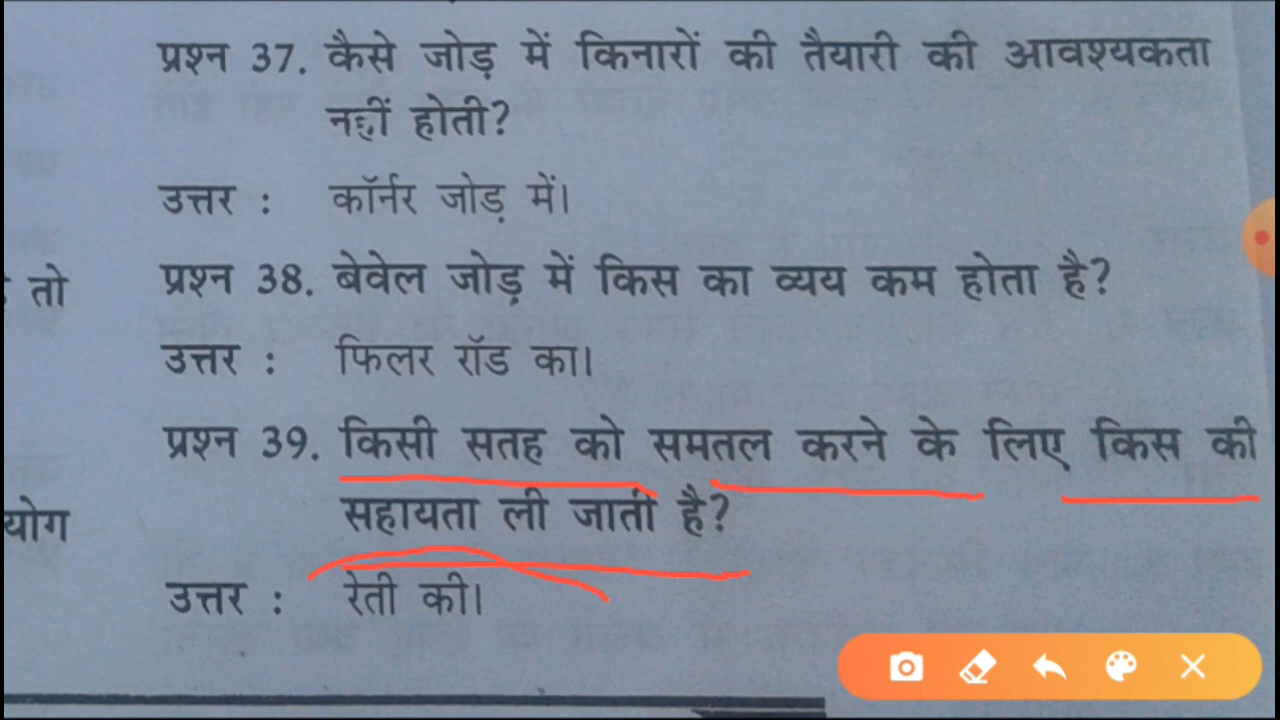 प्रश्न 37. कैसे जोड़ में किनारों की तैयारी की आवश्यकता
नहीं होती?
उत्तर : कॉर्नर जोड़ में।
तो प्रश्न 38. बेवेल जोड़ में किस का व्यय कम होता है?
उत्तर : फिलर रॉड का।
प्रश्न 39. किसी सतह को समतल करने के लिए किस की
योग सहायता ली जाती है?
उत्तर : रेती की।